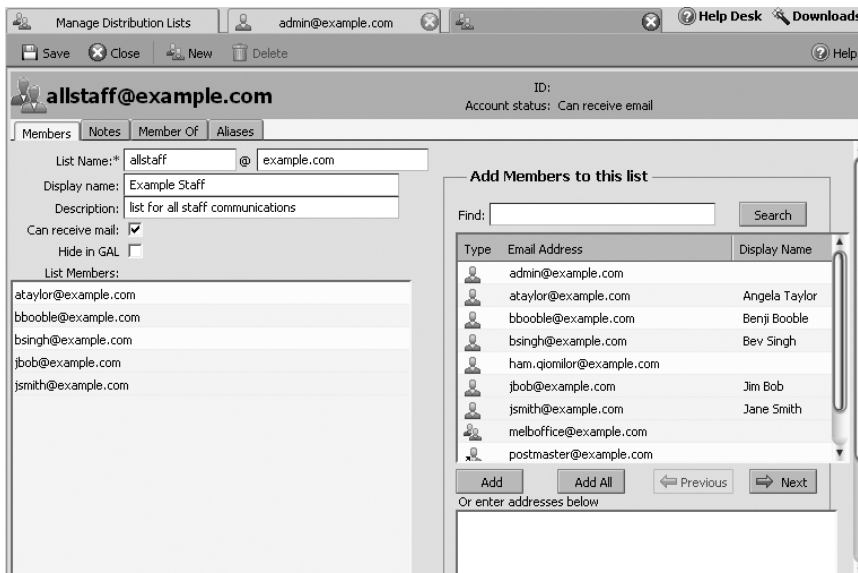 Manage Distribution Lists admin@example.com Help Desk Downloads
Save Close New Delete Help
allstaff@example.com
ID:
Account status: Can receive email
Members Notes Member Of Aliases
List Name:* allstaff @ example.com
Display name: Example Staff
Description: list for all staff communications
Can receive mail:
Hide in GAL
List Members:
ataylor@example.com
bbooble@example.com
bsingh@example.com
jbob@example.com
jsmith@example.com
Add Members to this list
Find: Search
Type Email Address Display Name
admin@example.com
ataylor@example.com Angela Taylor
bbooble@example.com Benji Booble
bsingh@example.com Bev Singh
ham.qiomilor@example.com
jbob@example.com Jim Bob
jsmith@example.com Jane Smith
melboffice@example.com
postmaster@example.com
Add Add All Previous Next
Or enter addresses below